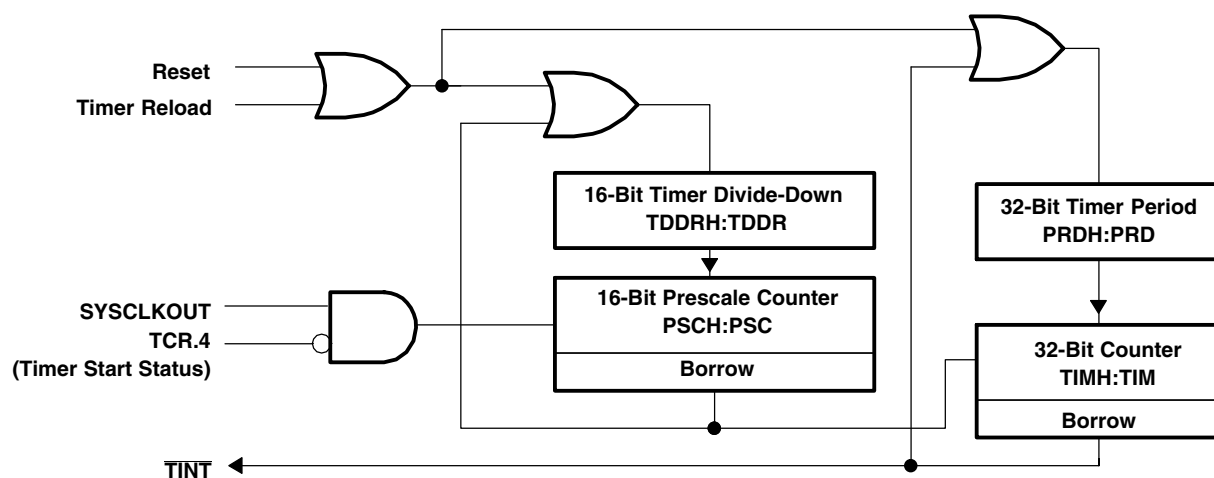 Reset
Timer Reload
16-Bit Timer Divide-Down
TDDRH:TDDR
32-Bit Timer Period
PRDH:PRD
SYSCLKOUT
TCR.4
(Timer Start Status)
16-Bit Prescale Counter
PSCH:PSC
Borrow
32-Bit Counter
TIMH:TIM
Borrow
TINT